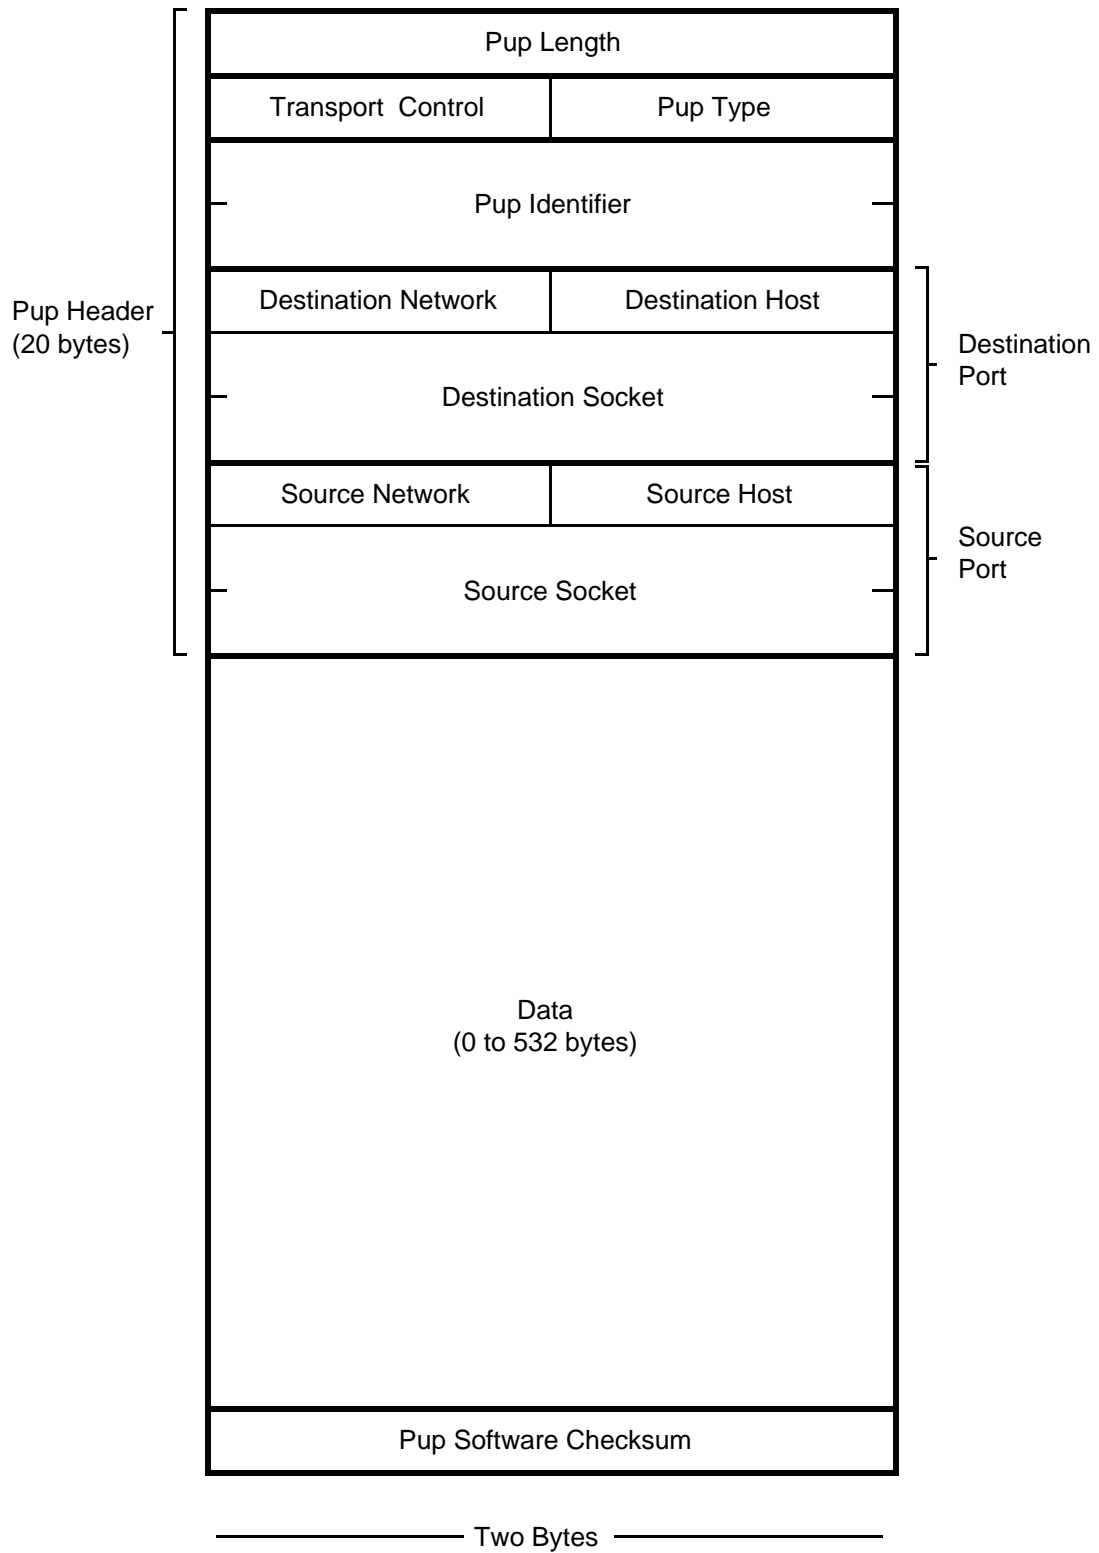 Pup Length
Transport  Control
Pup Type
Pup Identifier
Pup Header
(20 bytes)
Destination Network
Destination Host
Destination Socket
Destination
Port
Source Network
Source Host
Source Socket
Source
Port
Data
(0 to 532 bytes)
Pup Software Checksum
Two Bytes